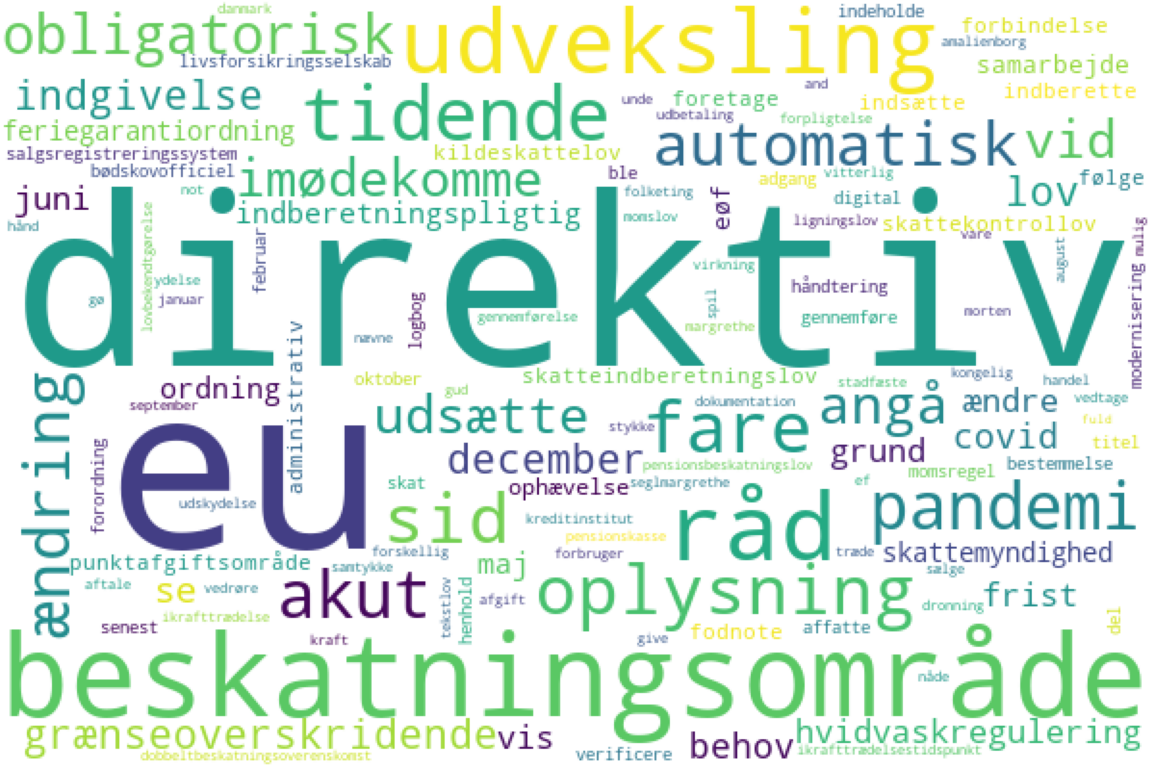 danmark
indeholde
forbindelse
obligatorisk
udveksling
amalienborg
livsforsikringsselskab
samarbejde
indgivelse
tidende
unde
foretage
and
indsætte
indberette
udbetaling
forpligtelse
feriegarantiordning
automatisk
vid
salgsregistreringssystem
kildeskattelov
bødskovofficiel
imødekomme
ble
adgang
vitterlig
følge
juni
not
folketing
eøf
digital
lov
hånd
indberetningspligtig
momslov
ligningslov
skattekontrollov
vare
mulig
lovbekendtgørelse
februar
direktiv
august
ydelse
virkning
håndtering
modernisering
gø
januar
logbog
gennemførelse
spil
margrethe
gennemføre
morten
nævne
administrativ
ændring
ordning
oktober
skatteindberetningslov
stadfæste
kongelig
handel
september
gud
udsætte
dokumentation
fare
angå
ændre
vedtage
eu
stykke
covid
fuld
titel
forordning
december
pensionsbeskatningslov
grund
momsregel
bestemmelse
skat
ophævelse
seglmargrethe
ef
udskydelse
sid
kreditinstitut
råd
pandemi
pensionskasse
punktafgiftsområde
forskellig
forbruger
træde
skattemyndighed
samtykke
maj
sælge
aftale
vedrøre
se
akut
tekstlov
henhold
afgift
oplysning
dronning
frist
ikrafttrædelse
senest
kraft
give
fodnote
affatte
del
beskatningsområde
nåde
grænseoverskridende
vis
behov
hvidvaskregulering
dobbeltbeskatningsoverenskomst
verificere
ikrafttrædelsestidspunkt